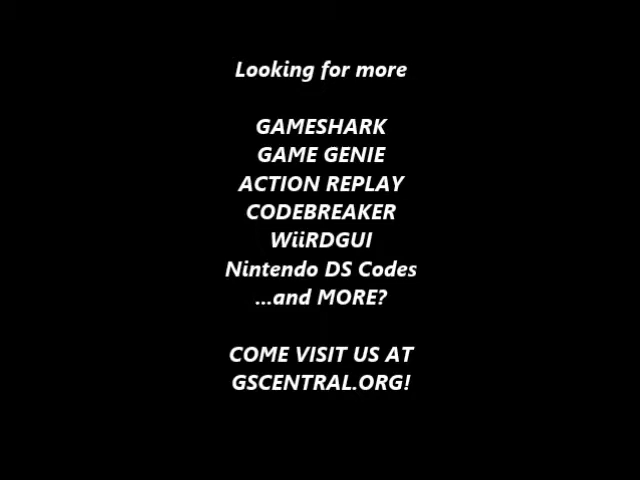 Looking for more
GAMESHARK
GAME GENIE
ACTION REPLAY
CODEBREAKER
WiiRDGUI
Nintendo DS Codes
...and MORE?
COME VISIT US AT
GSCENTRAL.ORG!